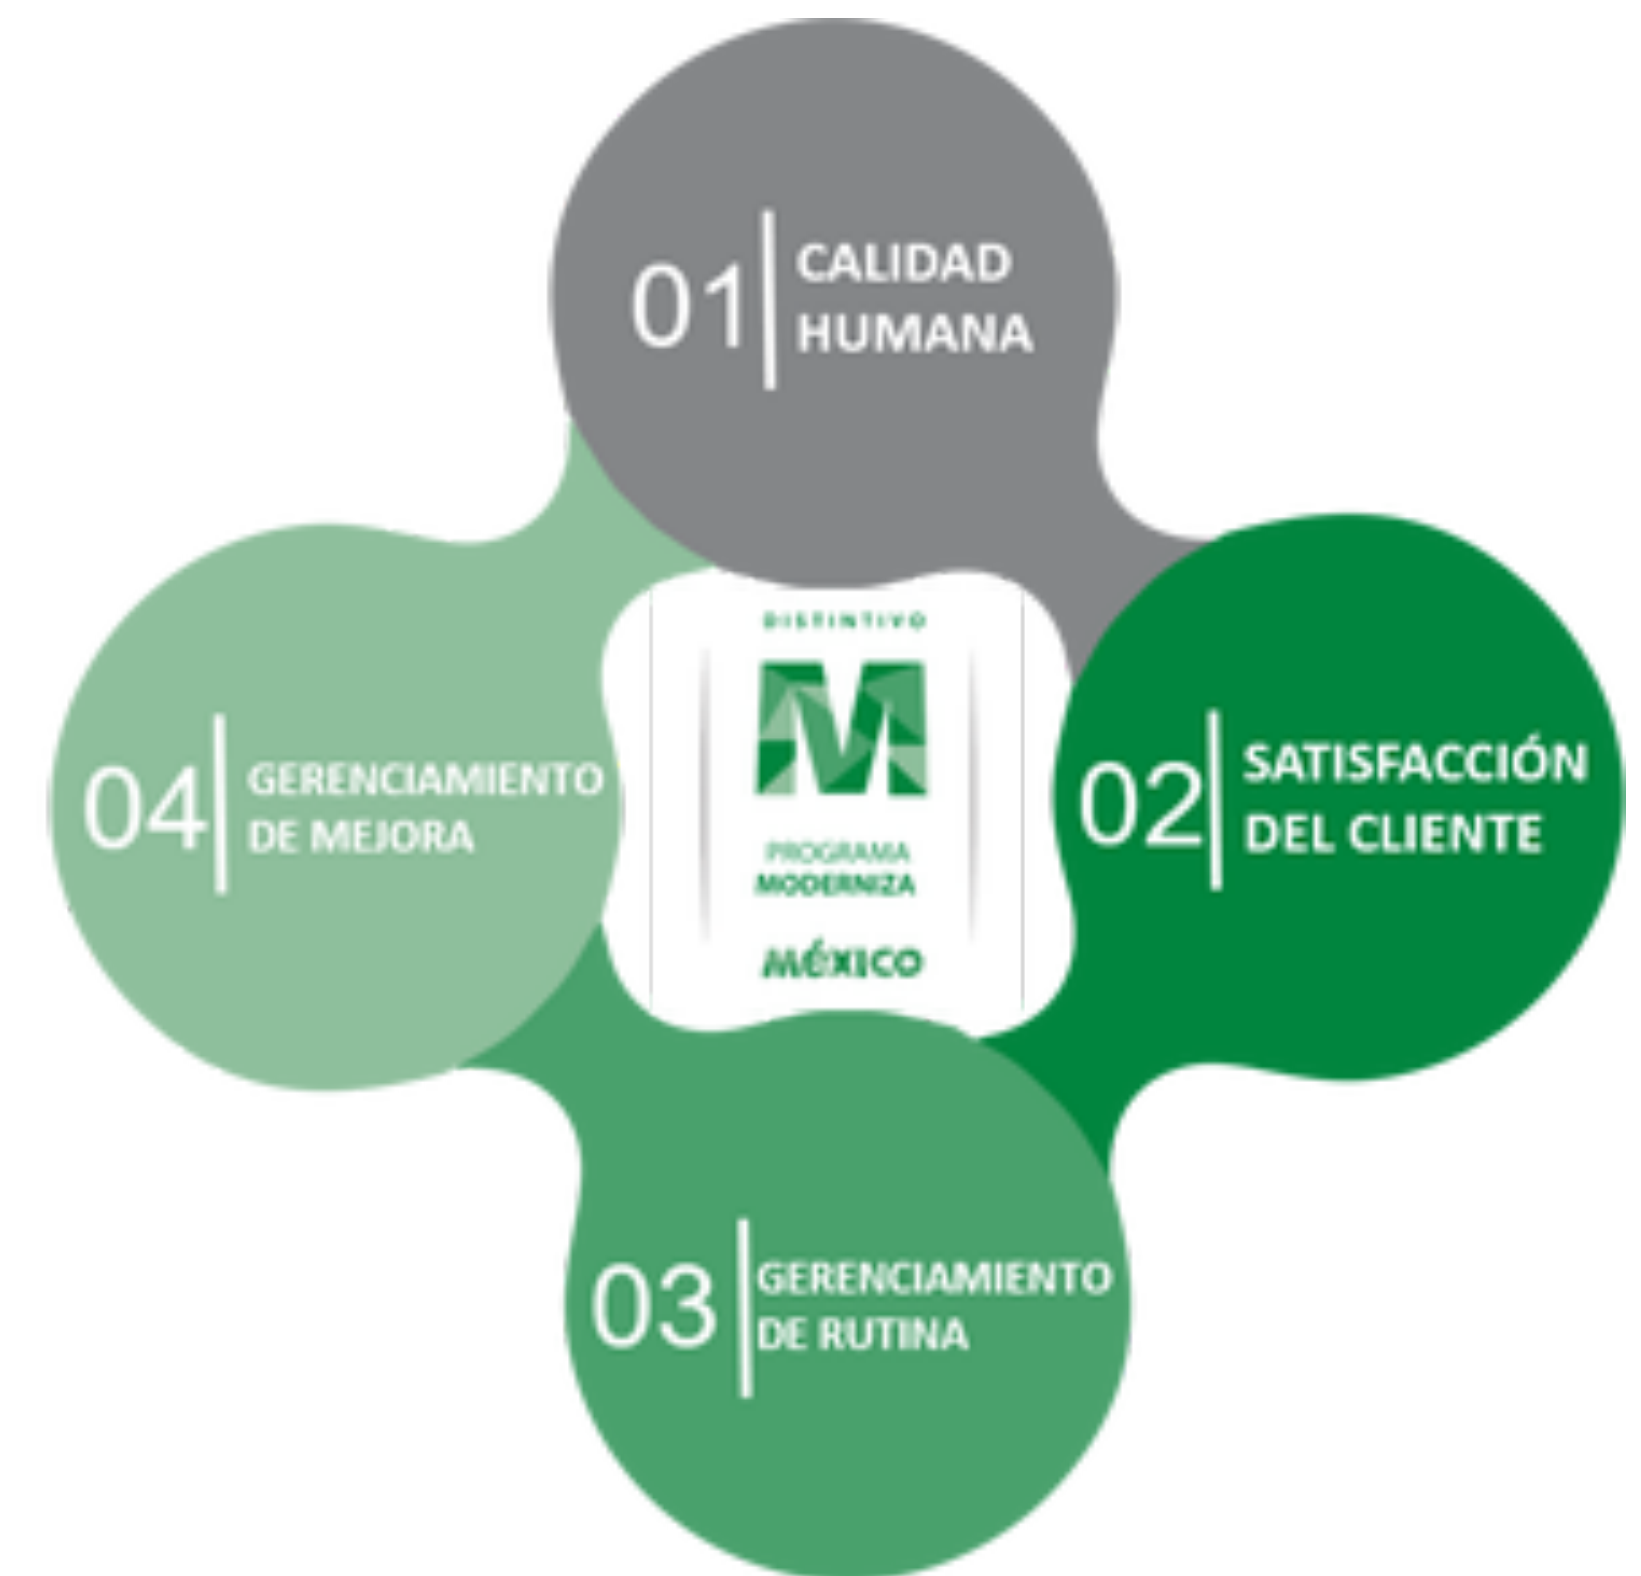 01
CALIDAD
HUMANA
02
SATISFACCIÓN
DEL CLIENTE
03
GERENCIAMIENTO
DE RUTINA
04
GERENCIAMIENTO
DE MEJORA
DISTINTIVO
M
PROGRAMA
MODERNIZA
MéXICO